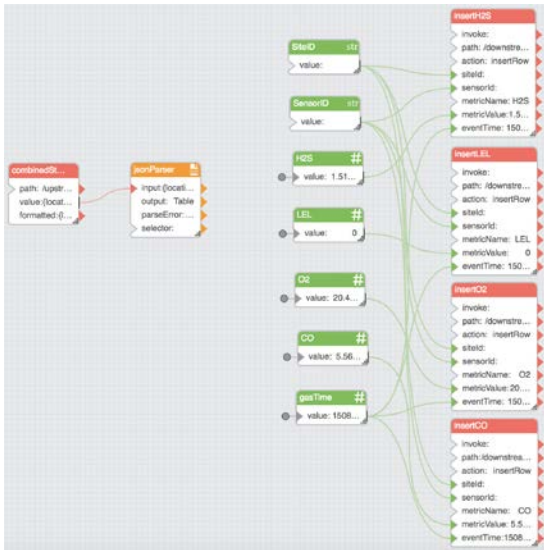 combinedSt...
path: /upstr...
value:{locat...
formatted:{l...
jsonParser
input:{locati...
output: Table
parseError: ...
selector:
SiteID str
value:
SensorID str
value:
H2S #
value: 1.51...
LEL #
value: 0
O2 #
value: 20.4...
CO #
value: 5.56...
gasTime #
value: 1508...
insertH2S
invoke:
path: /downstrea...
action: insertRow
siteId:
sensorId:
metricName: H2S
metricValue:1.5...
eventTime: 150...
insertLEL
invoke:
path: /downstre...
action: insertRow
siteId:
sensorId:
metricName: LEL
metricValue: 0
eventTime: 150...
insertO2
invoke:
path: /downstre...
action: insertRow
siteId:
sensorId:
metricName: O2
metricValue: 20....
eventTime: 150...
insertCO
invoke:
path:/downstrea...
action: insertRow
siteId:
sensorId:
metricName: CO
metricValue: 5.5...
eventTime:1508...